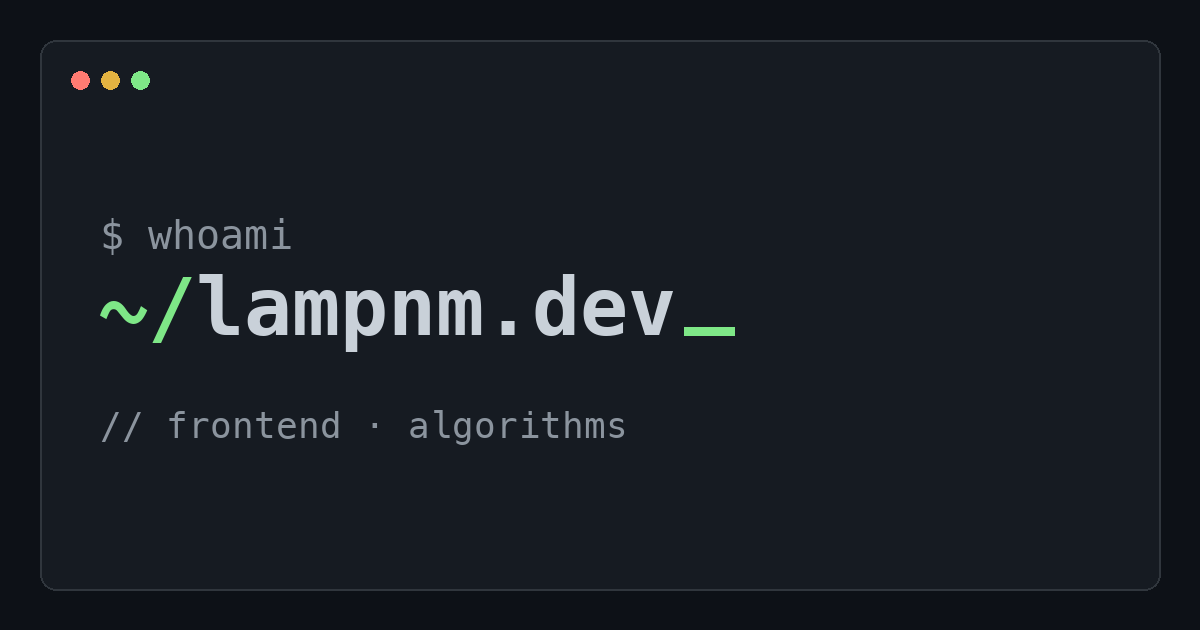 $ whoami
~/lampnm.dev_
// frontend · algorithms